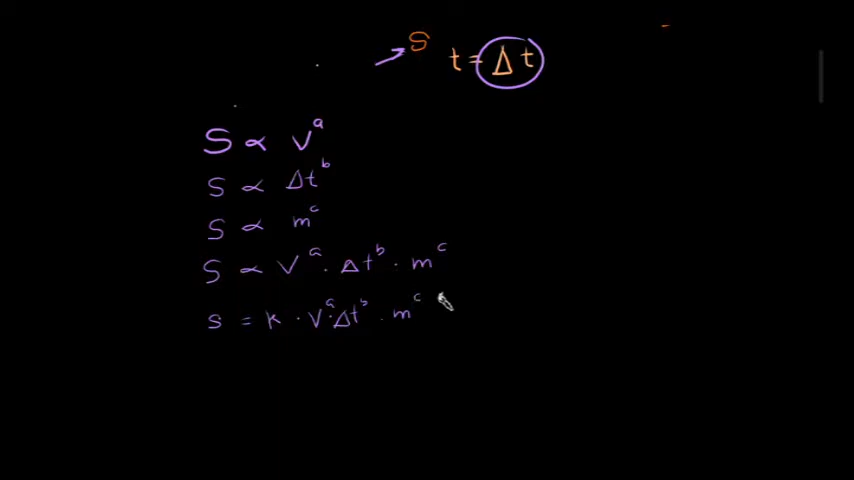 S t = Δt
S ∝ V^a
S ∝ Δt^b
S ∝ m^c
S ∝ V^a · Δt^b · m^c
S = K · V^a · Δt^b · m^c